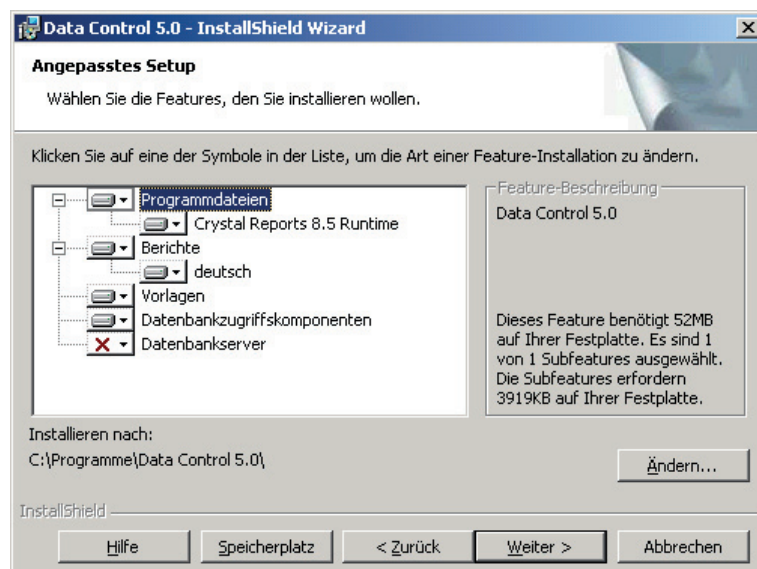 Data Control 5.0 - InstallShield Wizard
Angepasstes Setup
Wählen Sie die Features, den Sie installieren wollen.
Klicken Sie auf eine der Symbole in der Liste, um die Art einer Feature-Installation zu ändern.
Programmdateien
Crystal Reports 8.5 Runtime
Berichte
deutsch
Vorlagen
Datenbankzugriffskomponenten
Datenbankserver
Feature-Beschreibung
Data Control 5.0
Dieses Feature benötigt 52MB
auf Ihrer Festplatte. Es sind 1
von 1 Subfeatures ausgewählt.
Die Subfeatures erfordern
3919KB auf Ihrer Festplatte.
Installieren nach:
C:\Programme\Data Control 5.0\
Ändern...
InstallShield
Hilfe
Speicherplatz
< Zurück
Weiter >
Abbrechen